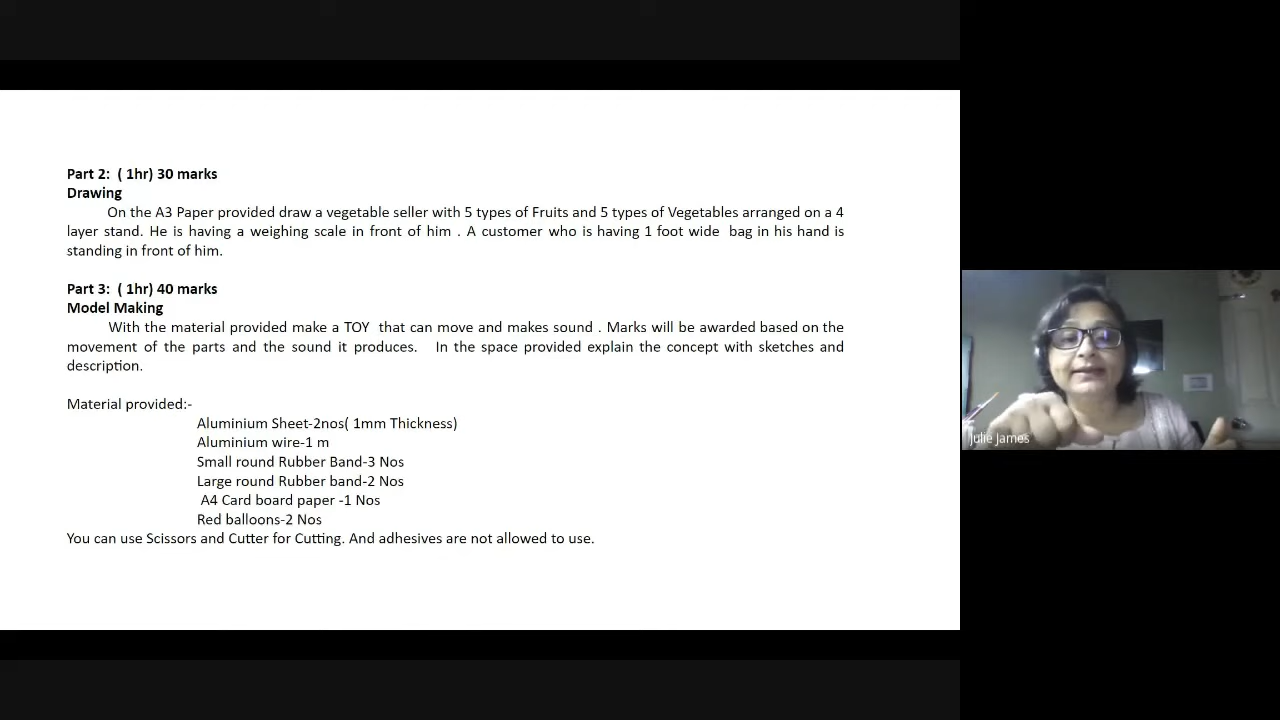 Part 2:  ( 1hr) 30 marks
Drawing
On the A3 Paper provided draw a vegetable seller with 5 types of Fruits and 5 types of Vegetables arranged on a 4
layer stand. He is having a weighing scale in front of him . A customer who is having 1 foot wide  bag in his hand is
standing in front of him.
Part 3:  ( 1hr) 40 marks
Model Making
With the material provided make a TOY  that can move and makes sound . Marks will be awarded based on the
movement of the parts and the sound it produces.   In the space provided explain the concept with sketches and
description.
Material provided:-
Aluminium Sheet-2nos( 1mm Thickness)
Aluminium wire-1 m
Small round Rubber Band-3 Nos
Large round Rubber band-2 Nos
A4 Card board paper -1 Nos
Red balloons-2 Nos
You can use Scissors and Cutter for Cutting. And adhesives are not allowed to use.
Julie James